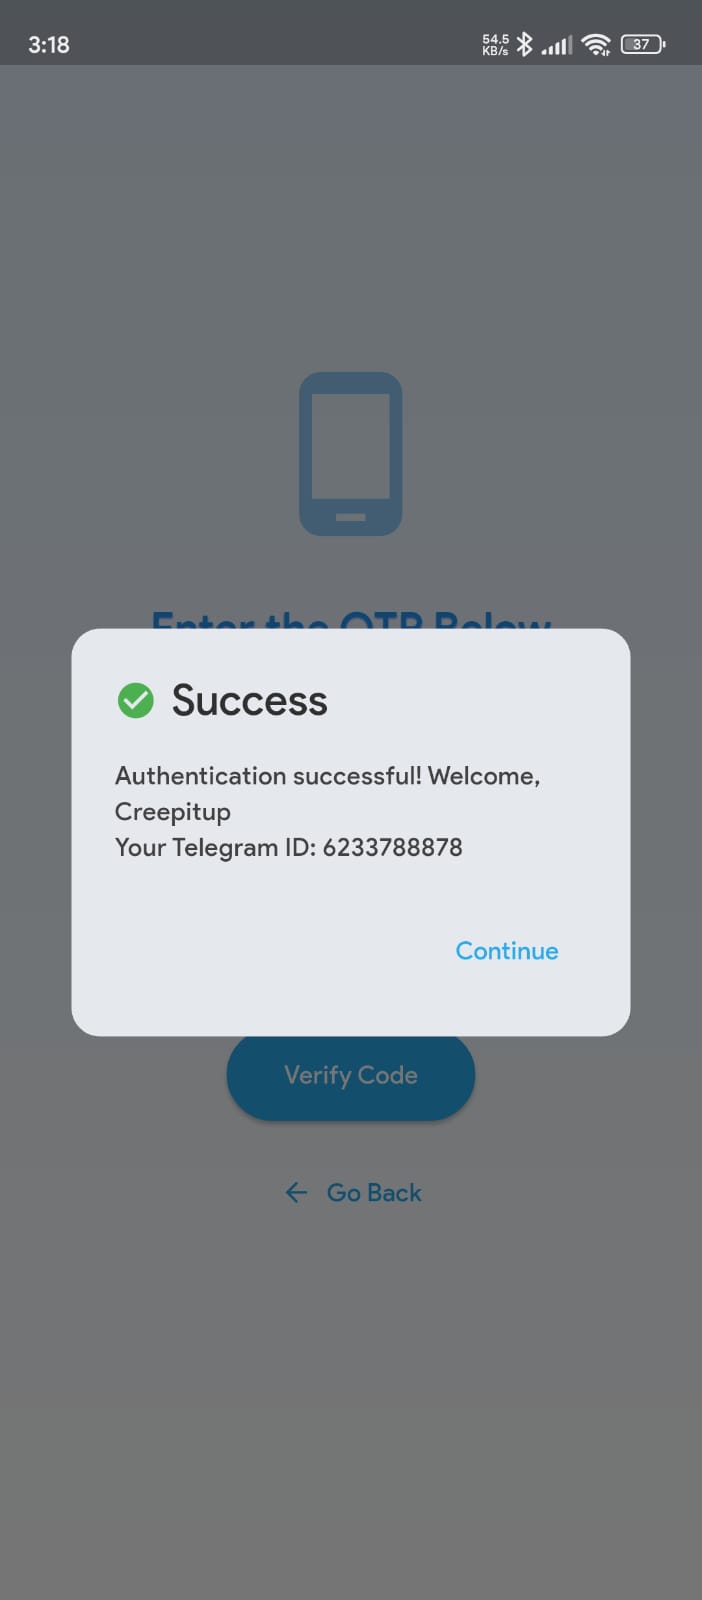 3:18
54.5
KB/s
37
Enter the OTP Below
Success
Authentication successful! Welcome,
Creepitup
Your Telegram ID: 6233788878
Continue
Verify Code
← Go Back